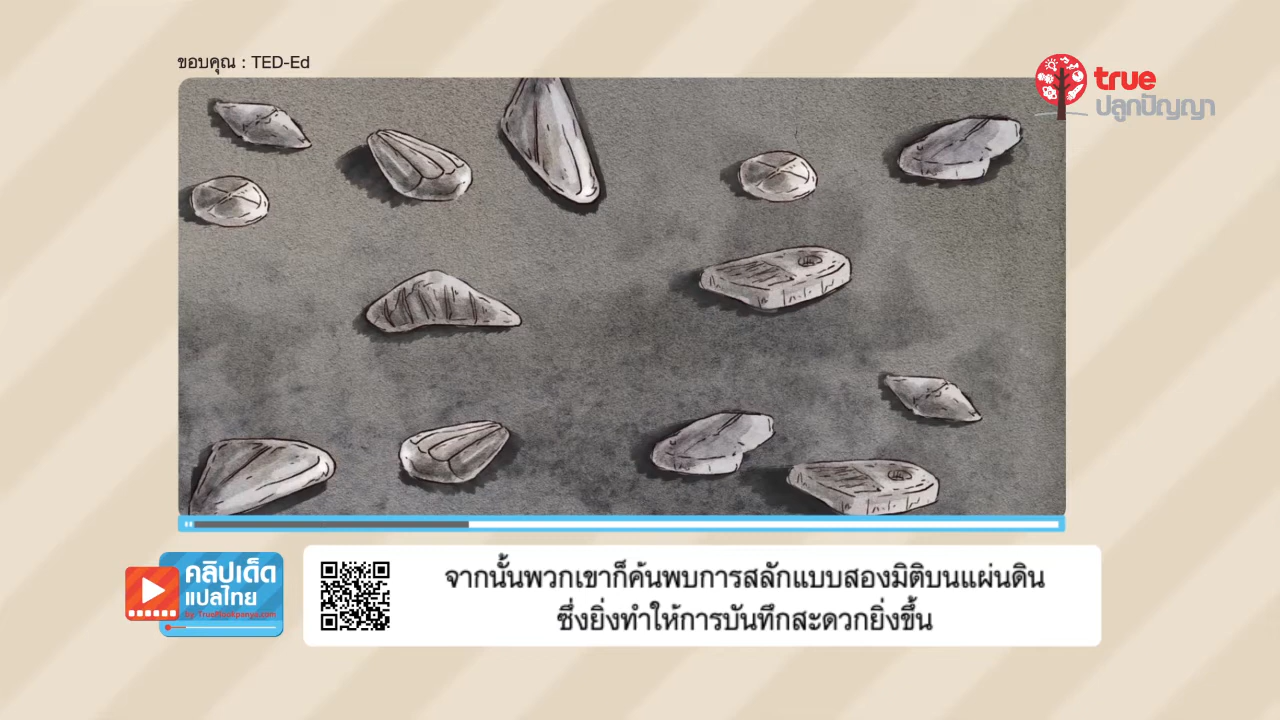 ขอบคุณ : TED-Ed
true
ปลูกปัญญา
จากนั้นพวกเขาก็ค้นพบการสลักแบบสองมิติบนแผ่นดิน
ซึ่งยิ่งทำให้การบันทึกสะดวกยิ่งขึ้น
คลิปเด็ด
แปลไทย
by TruePlookpanya.com